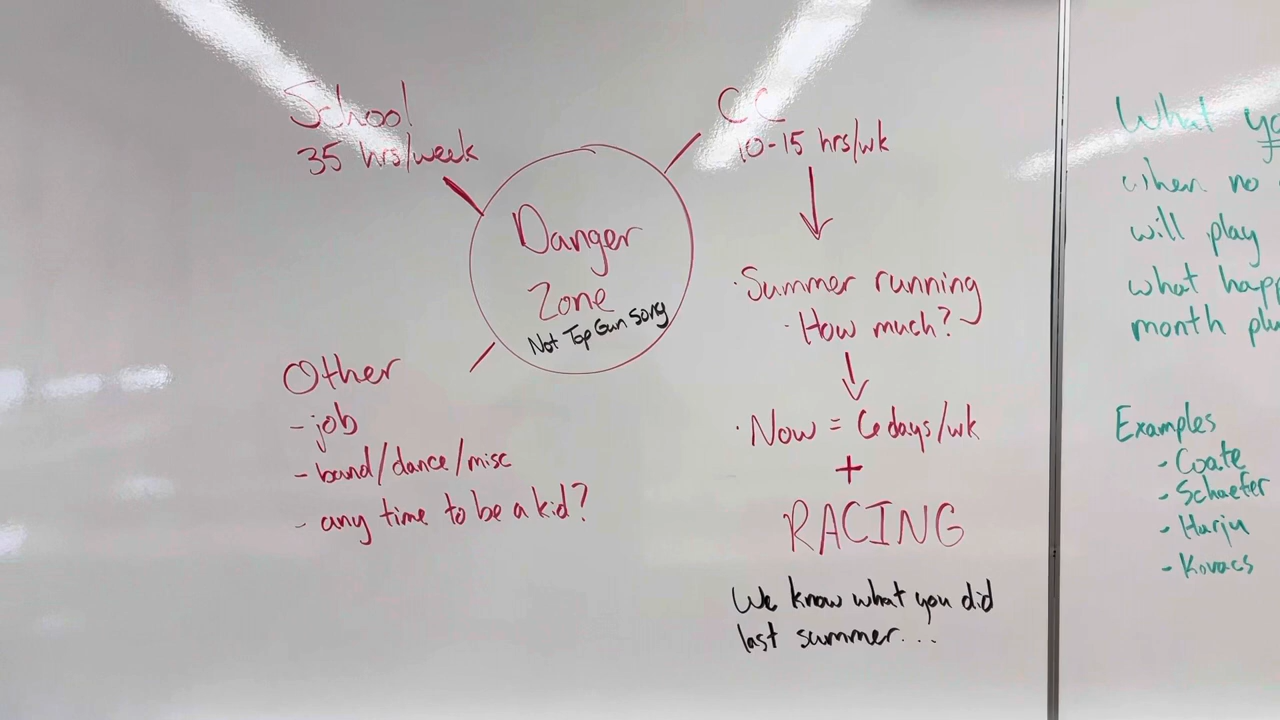 School
35 hrs/week
CC
10-15 hrs/wk
Danger
Zone
Not Top Gun Song
· Summer running
· How much?
· Now = 6 days/wk
+
RACING
We know what you did
last summer...
Other
- job
- band/dance/misc
- any time to be a kid?
What
when no
will play
what
month
Examples
- Coate
- Schaefer
- Harju
- Kovacs